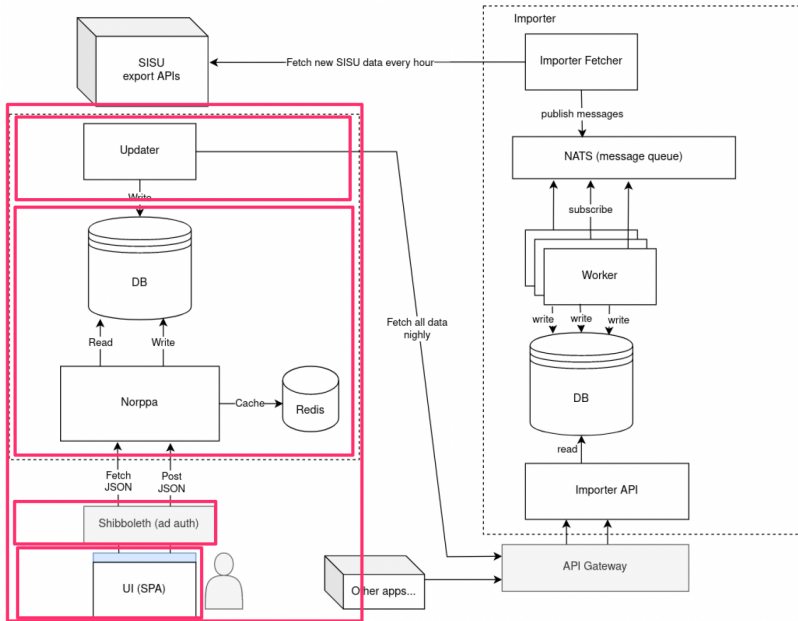 Importer
SISU
export APIs
Fetch new SISU data every hour
Importer Fetcher
publish messages
NATS (message queue)
Updater
Write
subscribe
DB
Worker
Fetch all data
nighly
write
write
write
Read
Write
Norppa
Cache
Redis
DB
read
Fetch
JSON
Post
JSON
Importer API
Shibboleth (ad auth)
UI (SPA)
Other apps...
API Gateway